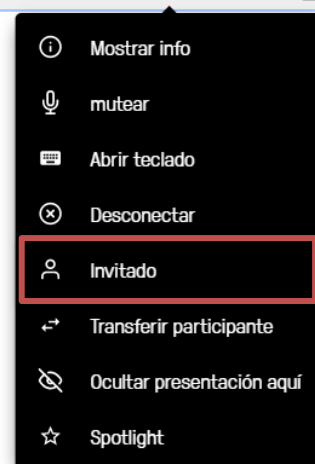 Mostrar info
mutear
Abrir teclado
Desconectar
Invitado
Transferir participante
Ocultar presentación aquí
Spotlight